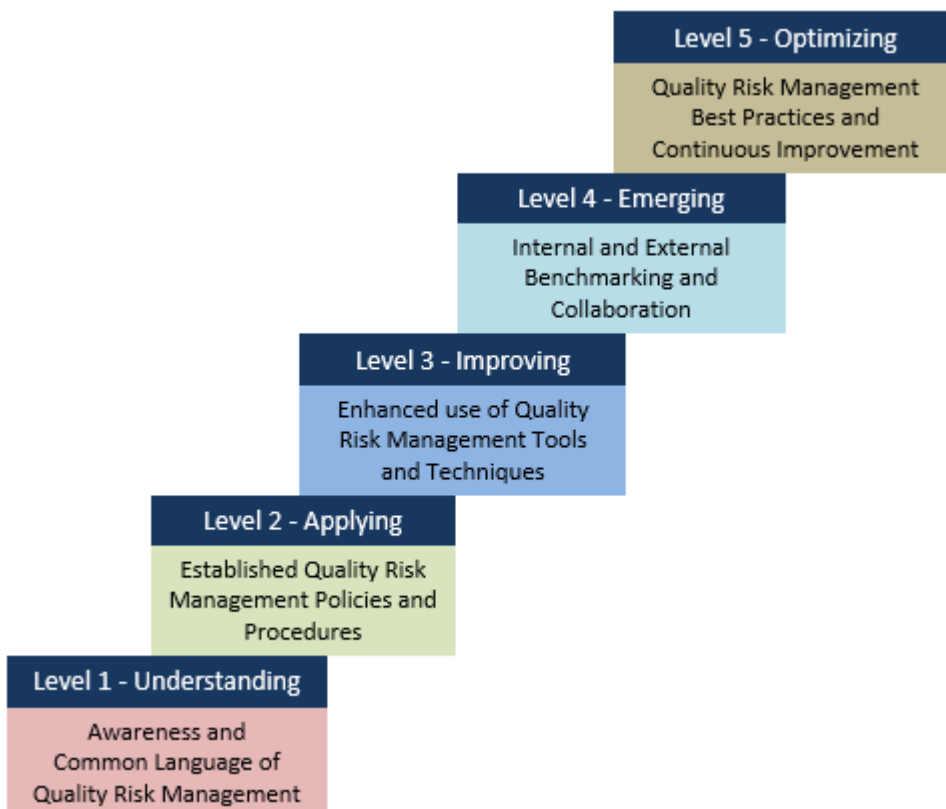 Level 5 - Optimizing
Quality Risk Management
Best Practices and
Continuous Improvement
Level 4 - Emerging
Internal and External
Benchmarking and
Collaboration
Level 3 - Improving
Enhanced use of Quality
Risk Management Tools
and Techniques
Level 2 - Applying
Established Quality Risk
Management Policies and
Procedures
Level 1 - Understanding
Awareness and
Common Language of
Quality Risk Management